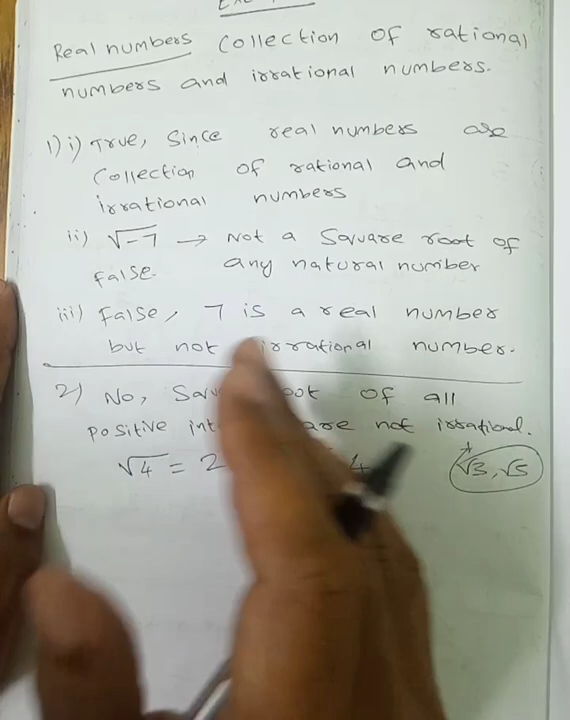 Real numbers Collection of rational
numbers and irrational numbers.
1) i) True, Since real numbers are
Collection of rational and
irrational numbers
ii) √-7 → Not a Square root of
False. any natural number
iii) False, 7 is a real number
but not irrational number.
2) No, of all
positive are not irrational.
√4 = 2 4 √3, √5